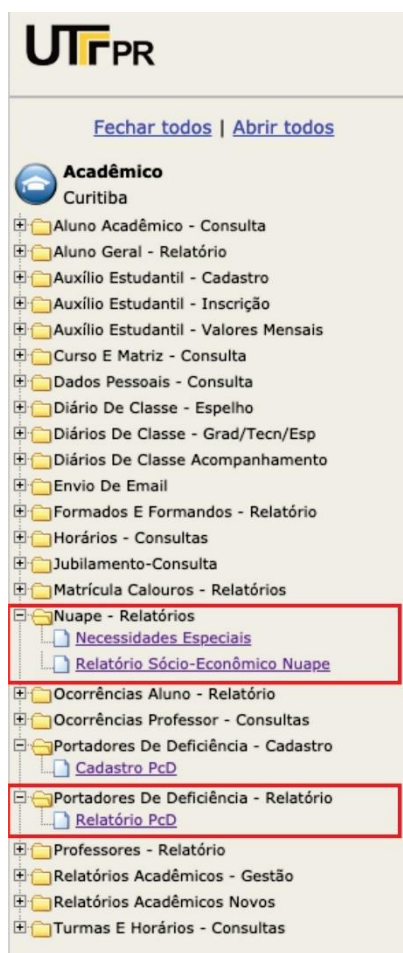 UTFPR
Fechar todos | Abrir todos
Acadêmico
Curitiba
Aluno Acadêmico - Consulta
Aluno Geral - Relatório
Auxílio Estudantil - Cadastro
Auxílio Estudantil - Inscrição
Auxílio Estudantil - Valores Mensais
Curso E Matriz - Consulta
Dados Pessoais - Consulta
Diário De Classe - Espelho
Diários De Classe - Grad/Tecn/Esp
Diários De Classe Acompanhamento
Envio De Email
Formados E Formandos - Relatório
Horários - Consultas
Jubilamento-Consulta
Matrícula Calouros - Relatórios
Nuape - Relatórios
Necessidades Especiais
Relatório Sócio-Econômico Nuape
Ocorrências Aluno - Relatório
Ocorrências Professor - Consultas
Portadores De Deficiência - Cadastro
Cadastro PcD
Portadores De Deficiência - Relatório
Relatório PcD
Professores - Relatório
Relatórios Acadêmicos - Gestão
Relatórios Acadêmicos Novos
Turmas E Horários - Consultas